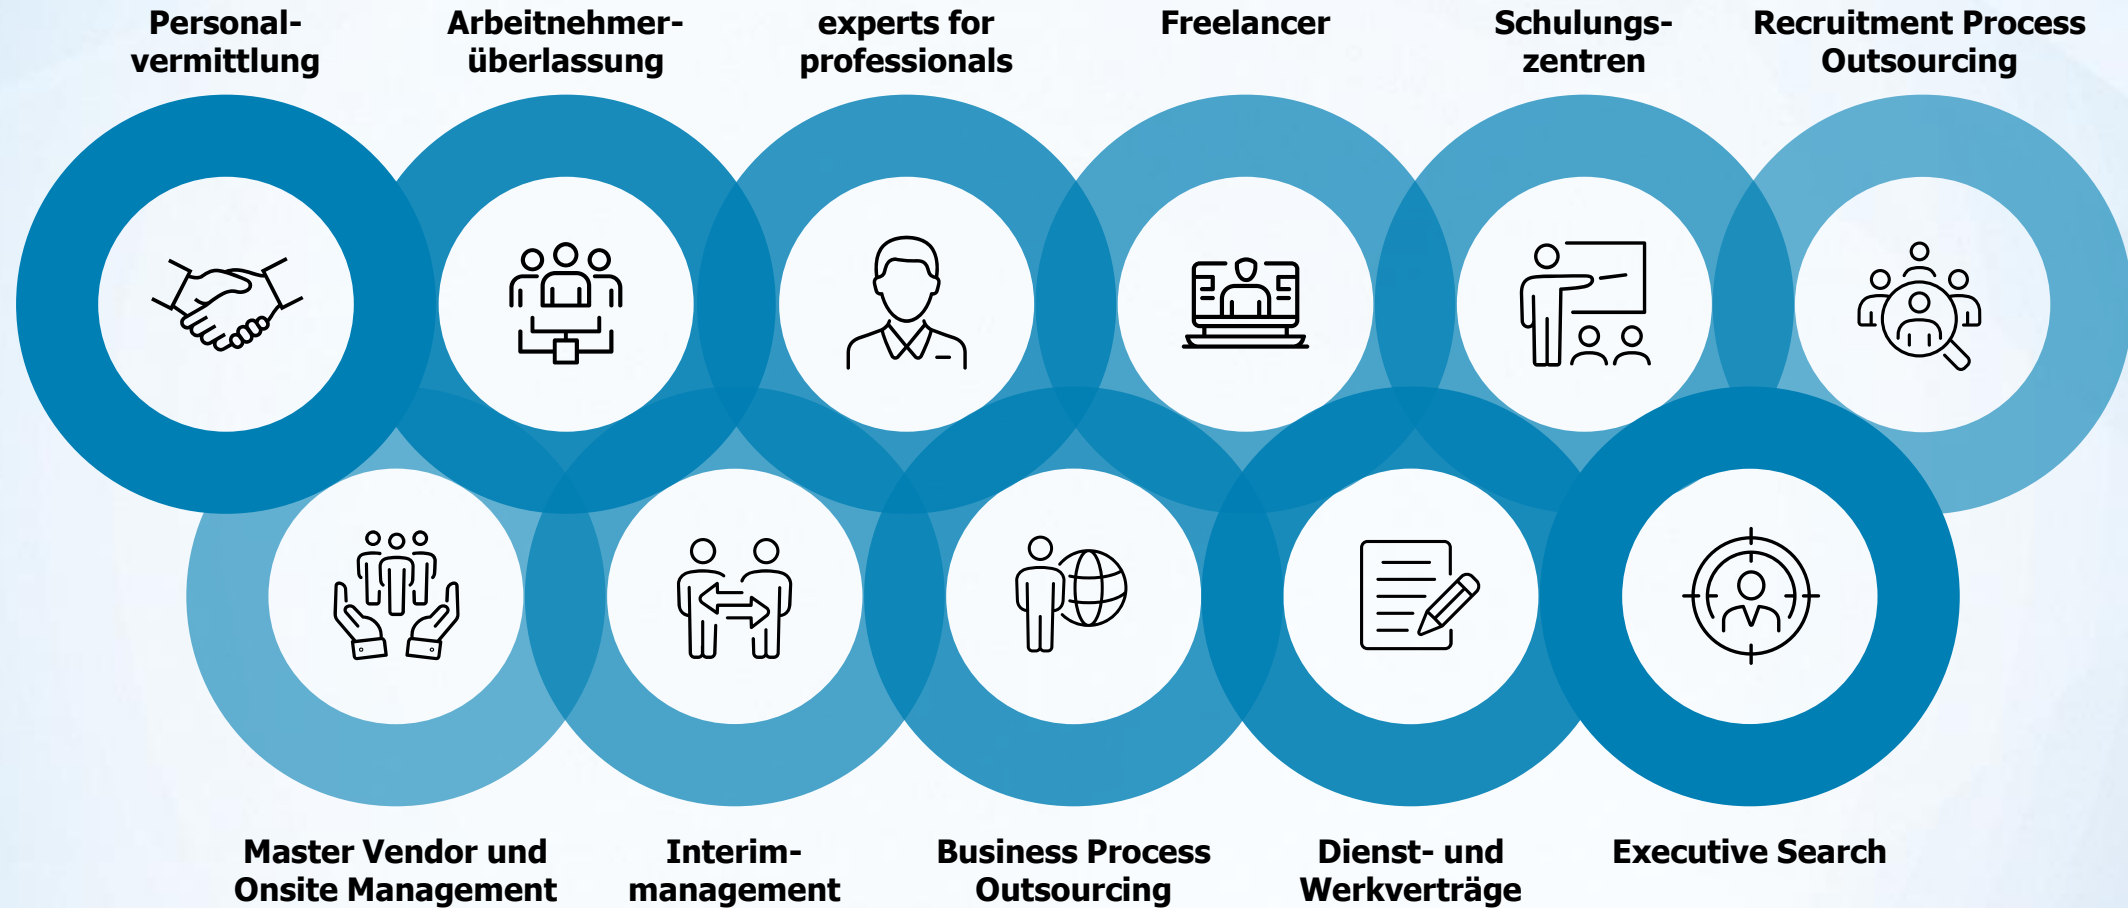 Personal-
vermittlung
Arbeitnehmer-
überlassung
experts for
professionals
Freelancer
Schulungs-
zentren
Recruitment Process
Outsourcing
Master Vendor und
Onsite Management
Interim-
management
Business Process
Outsourcing
Dienst- und
Werkverträge
Executive Search